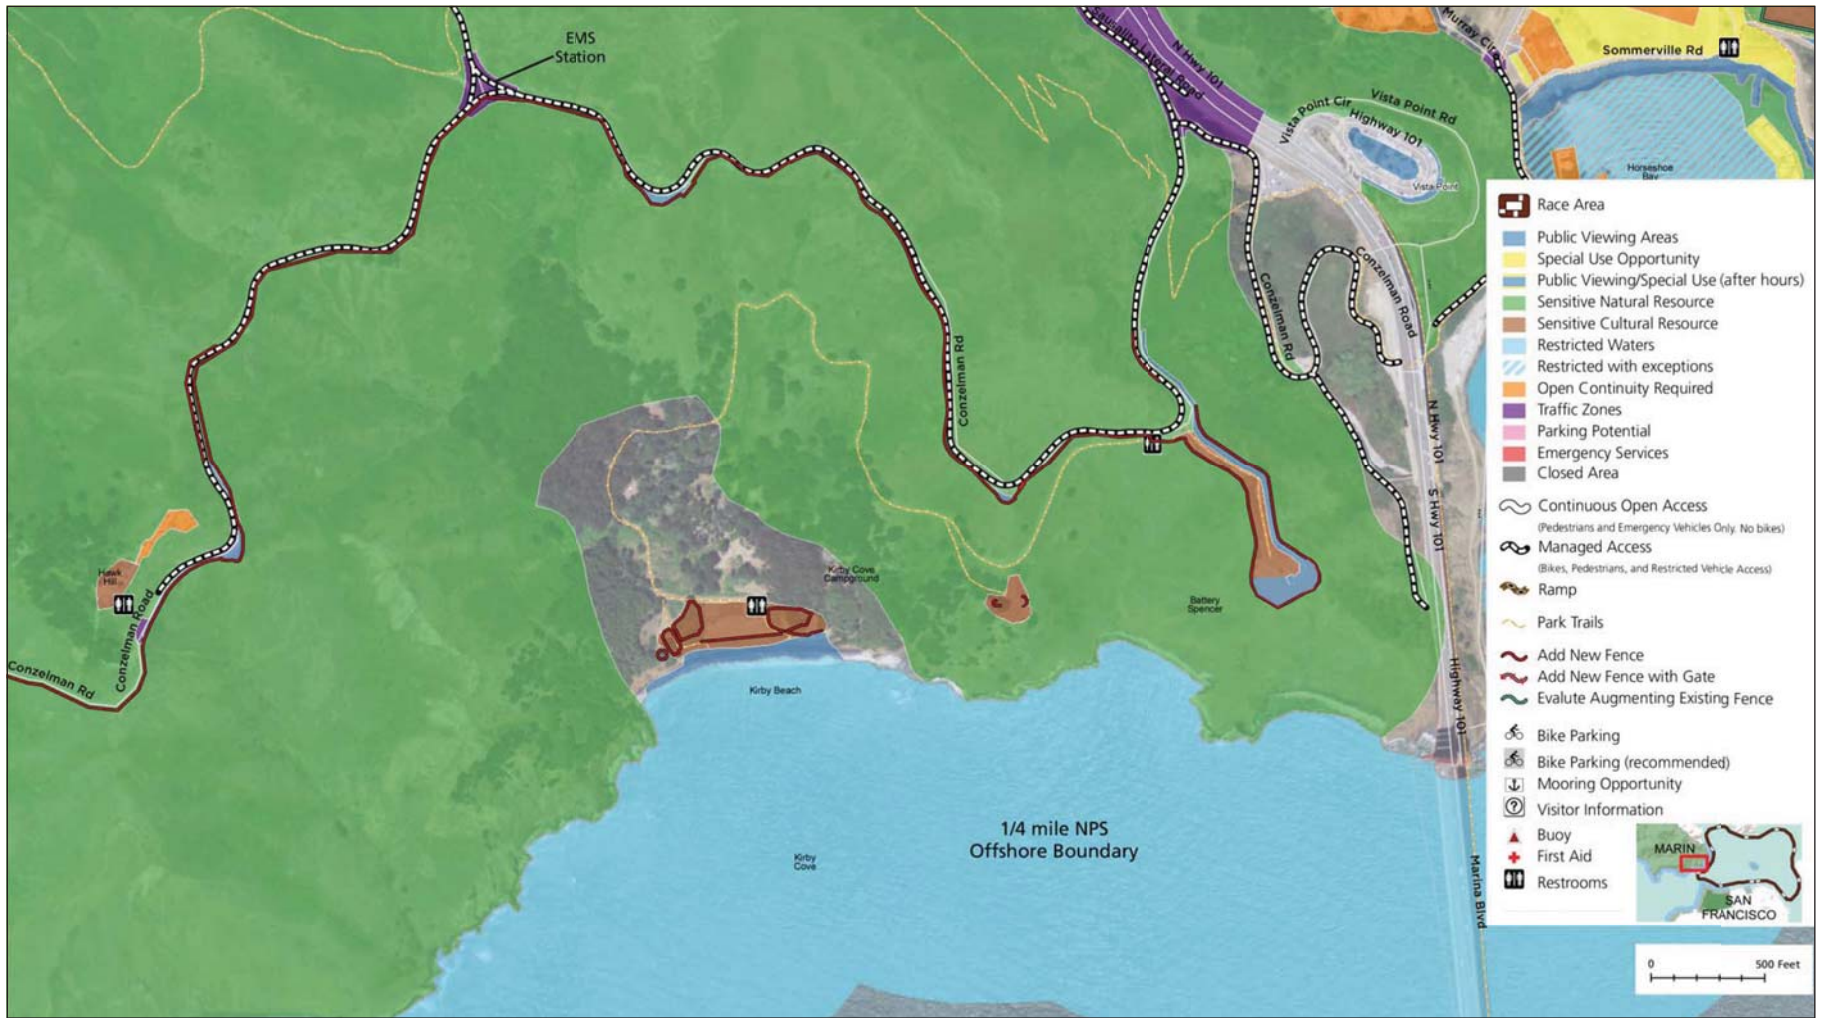 EMS
Station
Sausalito Lateral Road
N Hwy 101
Murray Circ
Sommerville Rd
Vista Point Cir
Vista Point Rd
Highway 101
Vista Point
Horseshoe
Bay
Conzelman Rd
Conzelman Rd
Conzelman Road
N Hwy 101
S Hwy 101
Highway 101
Marina Blvd
Hawk
Hill
Conzelman Road
Conzelman Rd
Kirby Cove
Campground
Battery
Spencer
Kirby Beach
Kirby
Cove
1/4 mile NPS
Offshore Boundary
Race Area
Public Viewing Areas
Special Use Opportunity
Public Viewing/Special Use (after hours)
Sensitive Natural Resource
Sensitive Cultural Resource
Restricted Waters
Restricted with exceptions
Open Continuity Required
Traffic Zones
Parking Potential
Emergency Services
Closed Area
Continuous Open Access
(Pedestrians and Emergency Vehicles Only. No bikes)
Managed Access
(Bikes, Pedestrians, and Restricted Vehicle Access)
Ramp
Park Trails
Add New Fence
Add New Fence with Gate
Evalute Augmenting Existing Fence
Bike Parking
Bike Parking (recommended)
Mooring Opportunity
Visitor Information
Buoy
First Aid
Restrooms
MARIN
SAN
FRANCISCO
0 500 Feet